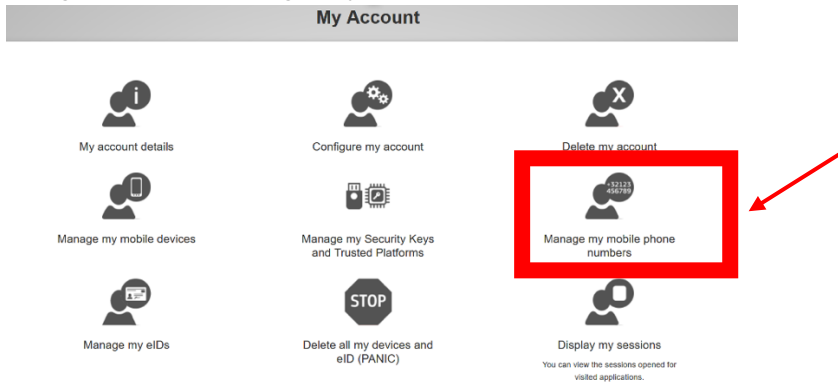 My Account
i
X
My account details
Configure my account
Delete my account
+32123
456789
Manage my mobile devices
Manage my Security Keys
and Trusted Platforms
Manage my mobile phone
numbers
STOP
Manage my eIDs
Delete all my devices and
eID (PANIC)
Display my sessions
You can view the sessions opened for
visited applications.